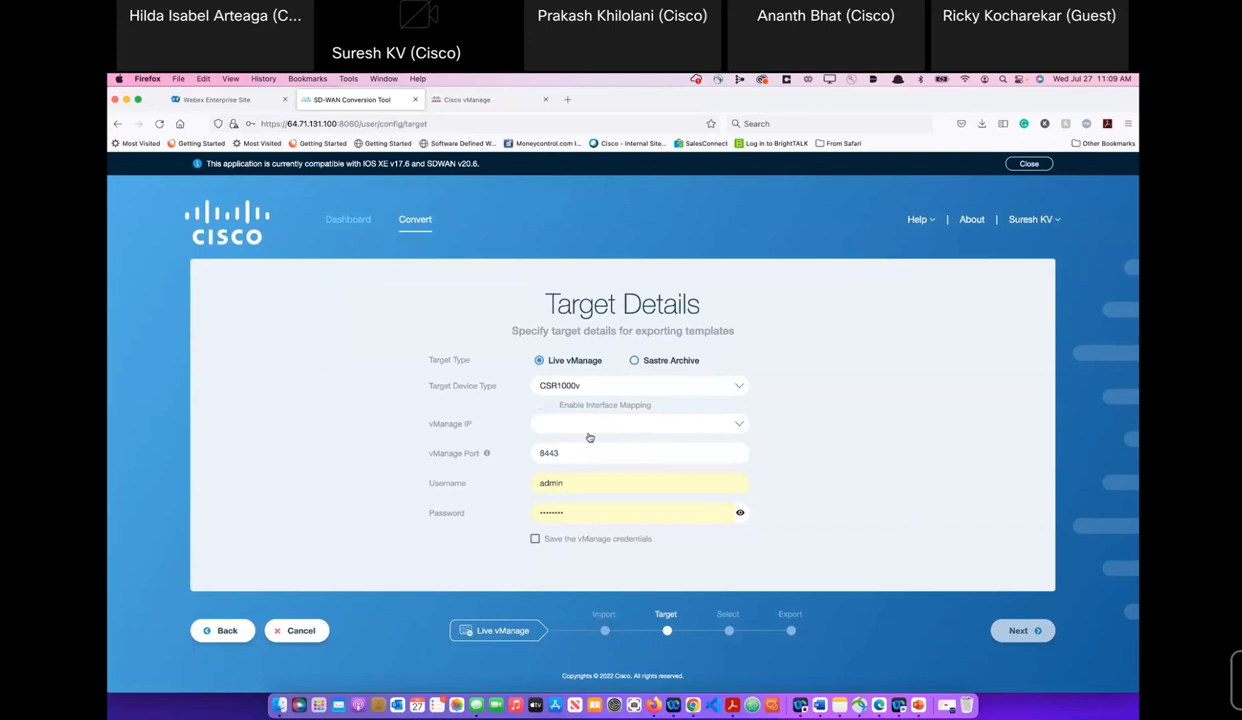 Hilda Isabel Arteaga (C...
Suresh KV (Cisco)
Prakash Khilolani (Cisco)
Ananth Bhat (Cisco)
Ricky Kocharekar (Guest)
Firefox File Edit View History Bookmarks Tools Window Help Wed Jul 27 11:09 AM
Webex Enterprise Site × SD-WAN Conversion Tool × Cisco vManage × +
https://64.71.131.100:8060/user/config/target Search
Most Visited Getting Started Most Visited Getting Started Getting Started Software Defined W... Moneycontrol.com I... Cisco - Internal Site... SalesConnect Log in to BrightTALK From Safari Other Bookmarks
This application is currently compatible with IOS XE v17.6 and SDWAN v20.6. Close
CISCO
Dashboard Convert Help | About | Suresh KV
Target Details
Specify target details for exporting templates
Target Type Live vManage Sastre Archive
Target Device Type CSR1000v
Enable Interface Mapping
vManage IP
vManage Port 8443
Username admin
Password ••••••••
Save the vManage credentials
Back Cancel Live vManage Import Target Select Export Next
Copyrights © 2022 Cisco. All rights reserved.